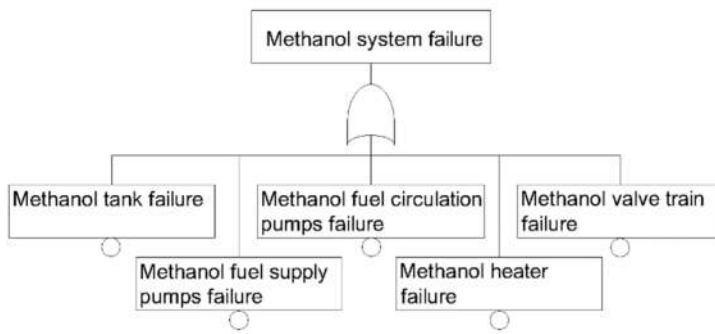 Methanol system failure
Methanol tank failure
Methanol fuel circulation
pumps failure
Methanol valve train
failure
Methanol fuel supply
pumps failure
Methanol heater
failure